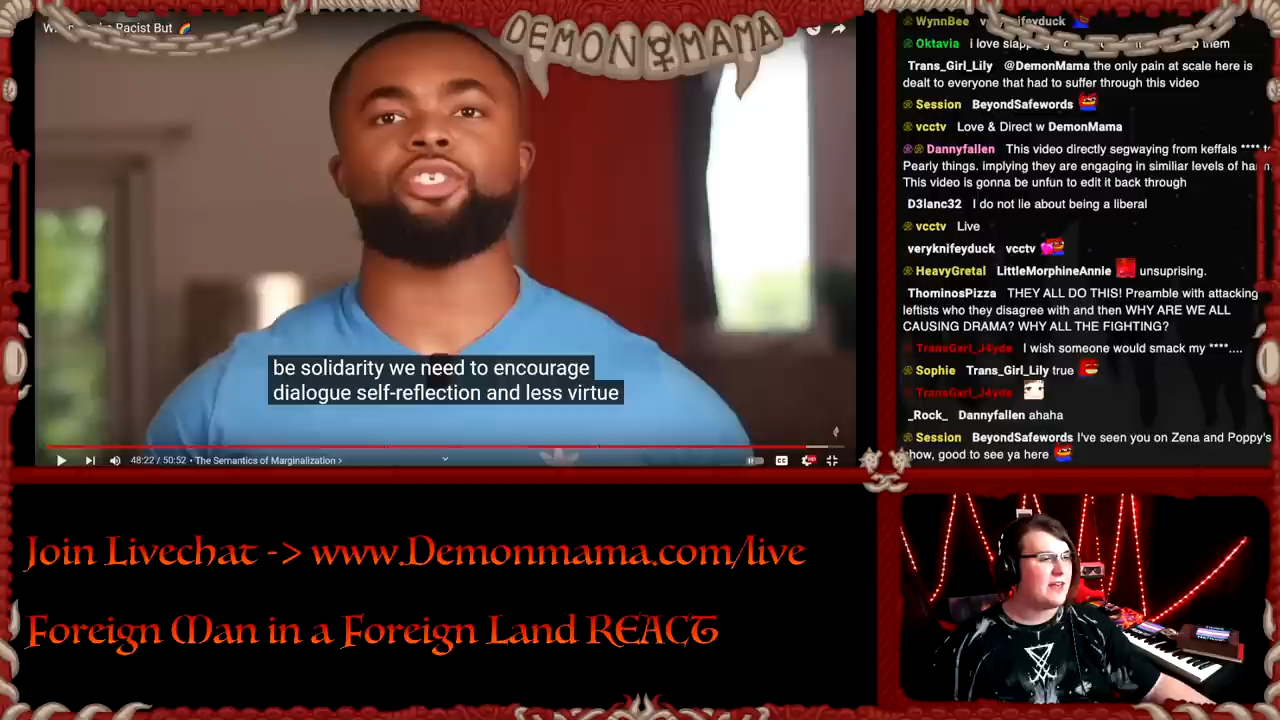 Racist But
DEMON MAMA
be solidarity we need to encourage
dialogue self-reflection and less virtue
48:22 / 50:52 • The Semantics of Marginalization >
CC
HD
WynnBee veryknifeyduck
Oktavia i love slapping them
Trans_Girl_Lily @DemonMama the only pain at scale here is
dealt to everyone that had to suffer through this video
Session BeyondSafewords
vcctv Love & Direct w DemonMama
Dannyfallen This video directly segwaying from keffals ****
Pearly things. implying they are engaging in similiar levels of harm.
This video is gonna be unfun to edit it back through
D3lanc32 I do not lie about being a liberal
vcctv Live
veryknifeyduck vcctv
HeavyGretal LittleMorphineAnnie unsuprising.
ThominosPizza THEY ALL DO THIS! Preamble with attacking
leftists who they disagree with and then WHY ARE WE ALL
CAUSING DRAMA? WHY ALL THE FIGHTING?
TransGarl_J4yde I wish someone would smack my ****....
Sophie Trans_Girl_Lily true
TransGarl_J4yde
_Rock_ Dannyfallen ahaha
Session BeyondSafewords I've seen you on Zena and Poppy's
show, good to see ya here
Join Livechat -> www.Demonmama.com/live
Foreign Man in a Foreign Land REACT